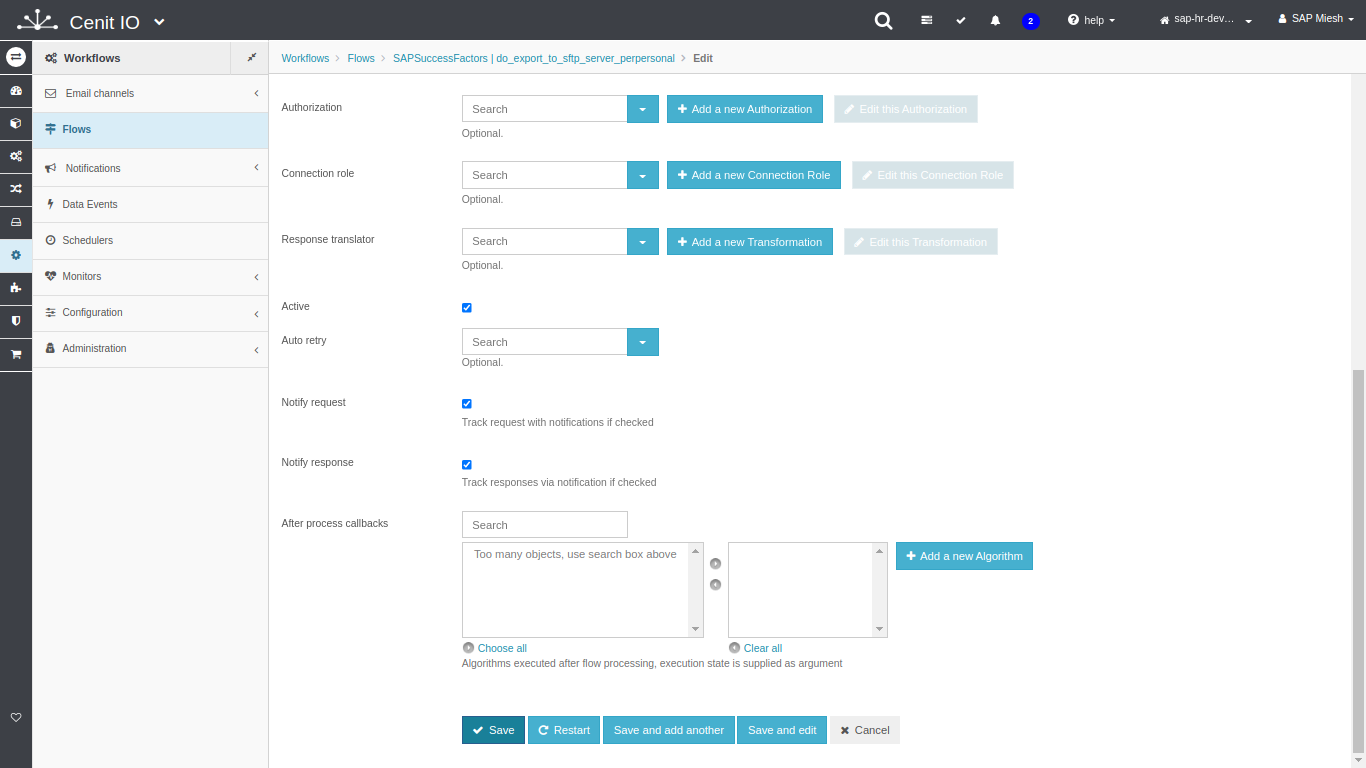 Cenit IO
2
help
sap-hr-dev...
SAP Miesh
Workflows
Email channels
Flows
Notifications
Data Events
Schedulers
Monitors
Configuration
Administration
Workflows
Flows
SAPSuccessFactors | do_export_to_sftp_server_perpersonal
Edit
Authorization
Search
Add a new Authorization
Edit this Authorization
Optional.
Connection role
Search
Add a new Connection Role
Edit this Connection Role
Optional.
Response translator
Search
Add a new Transformation
Edit this Transformation
Optional.
Active
Auto retry
Search
Optional.
Notify request
Track request with notifications if checked
Notify response
Track responses via notification if checked
After process callbacks
Search
Too many objects, use search box above
Add a new Algorithm
Choose all
Clear all
Algorithms executed after flow processing, execution state is supplied as argument
Save
Restart
Save and add another
Save and edit
Cancel